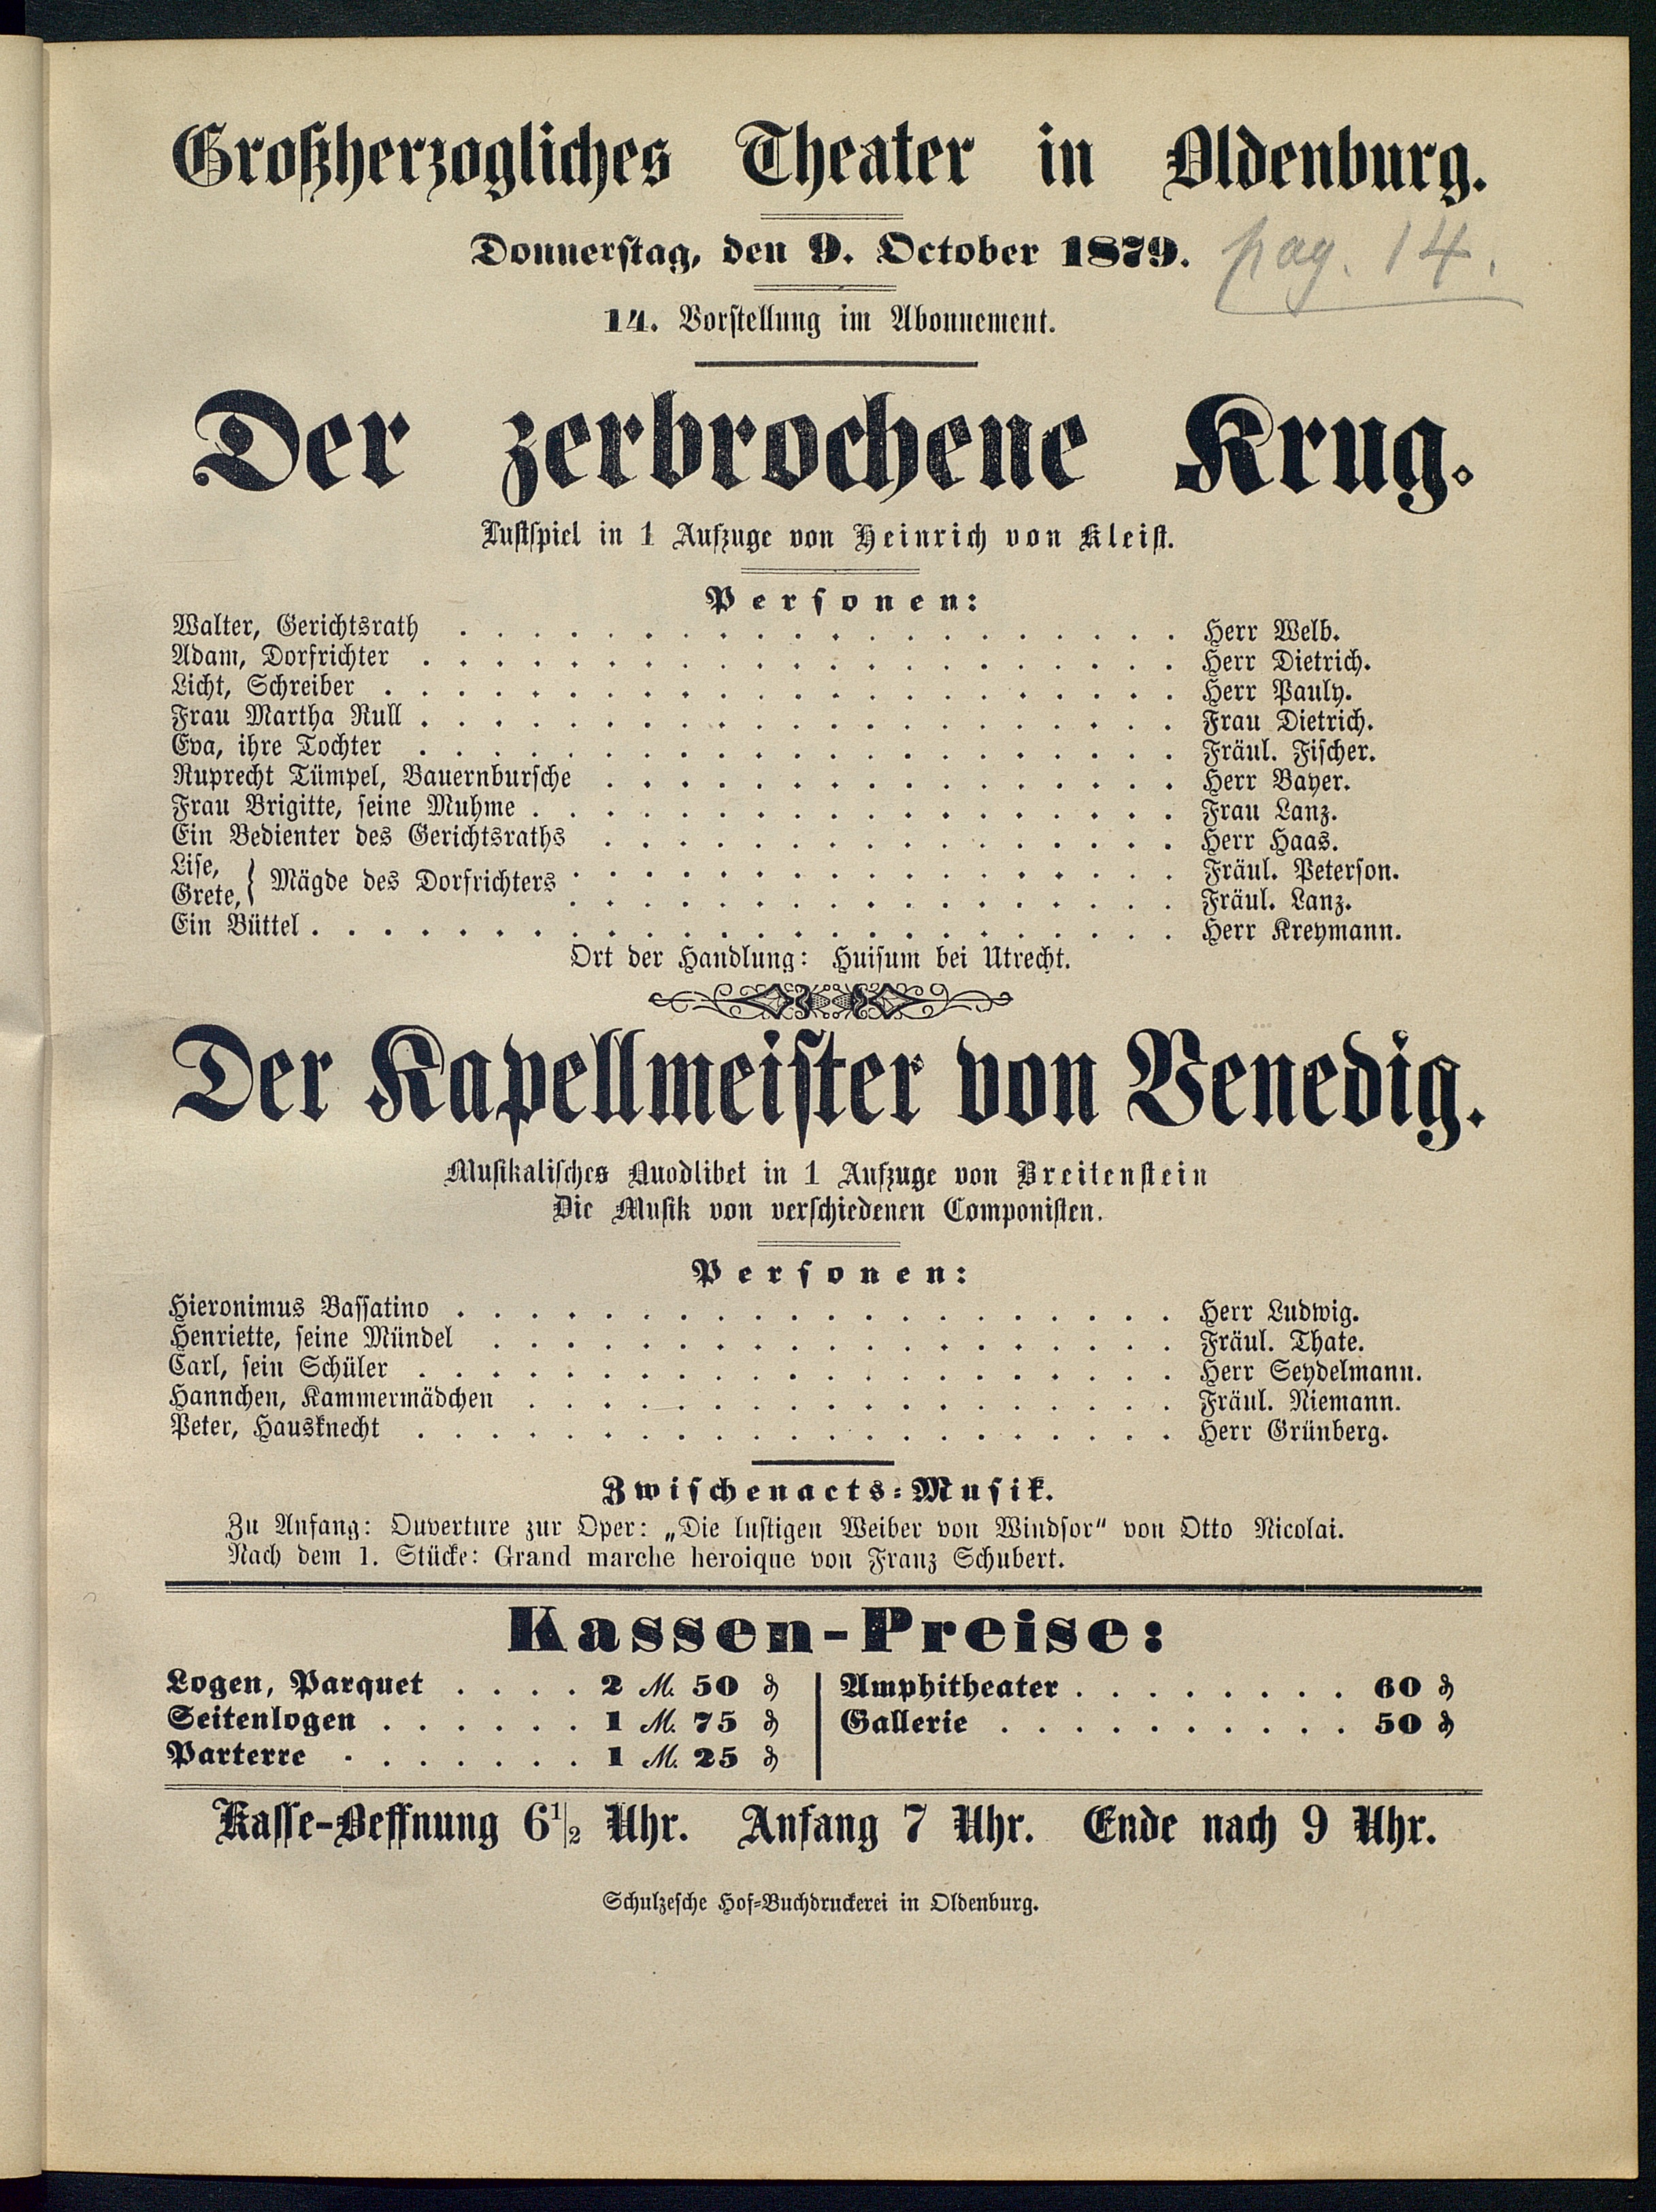 Großherzogliches Theater in Oldenburg.
Donnerstag, den 9. October 1879.
pag. 14.
14. Vorstellung im Abonnement.
Der zerbrochene Krug.
Lustspiel in 1 Aufzuge von Heinrich von Kleist.
Personen:
Walter, Gerichtsrath . . . . . . . . . . . . . . . . . . . . Herr Welb.
Adam, Dorfrichter . . . . . . . . . . . . . . . . . . . . . Herr Dietrich.
Licht, Schreiber . . . . . . . . . . . . . . . . . . . . . . Herr Pauly.
Frau Martha Rull . . . . . . . . . . . . . . . . . . . . . Frau Dietrich.
Eva, ihre Tochter . . . . . . . . . . . . . . . . . . . . . Fräul. Fischer.
Ruprecht Tümpel, Bauernbursche . . . . . . . . . . . . . . . . Herr Bayer.
Frau Brigitte, seine Muhme . . . . . . . . . . . . . . . . . . Frau Lanz.
Ein Bedienter des Gerichtsraths . . . . . . . . . . . . . . . . Herr Haas.
Lise, } Mägde des Dorfrichters . . . . . . . . . . . . . . . . . Fräul. Peterson.
Grete, . . . . . . . . . . . . . . . . . Fräul. Lanz.
Ein Büttel . . . . . . . . . . . . . . . . . . . . . . . . Herr Kreymann.
Ort der Handlung: Huisum bei Utrecht.
Der Kapellmeister von Venedig.
Musikalisches Quodlibet in 1 Aufzuge von Breitenstein
Die Musik von verschiedenen Componisten.
Personen:
Hieronimus Bassatino . . . . . . . . . . . . . . . . . . . . Herr Ludwig.
Henriette, seine Mündel . . . . . . . . . . . . . . . . . . . Fräul. Thate.
Carl, sein Schüler . . . . . . . . . . . . . . . . . . . . . Herr Seydelmann.
Hannchen, Kammermädchen . . . . . . . . . . . . . . . . . . Fräul. Niemann.
Peter, Hausknecht . . . . . . . . . . . . . . . . . . . . . Herr Grünberg.
Zwischenacts-Musik.
Zu Anfang: Ouverture zur Oper: „Die lustigen Weiber von Windsor“ von Otto Nicolai.
Nach dem 1. Stücke: Grand marche heroique von Franz Schubert.
Kassen-Preise:
Logen, Parquet . . . . 2 M. 50 ₰
Seitenlogen . . . . . . 1 M. 75 ₰
Parterre . . . . . . . 1 M. 25 ₰
Amphitheater . . . . . . . . 60 ₰
Gallerie . . . . . . . . . . 50 ₰
Kasse-Oeffnung 6 1/2 Uhr. Anfang 7 Uhr. Ende nach 9 Uhr.
Schulzesche Hof-Buchdruckerei in Oldenburg.